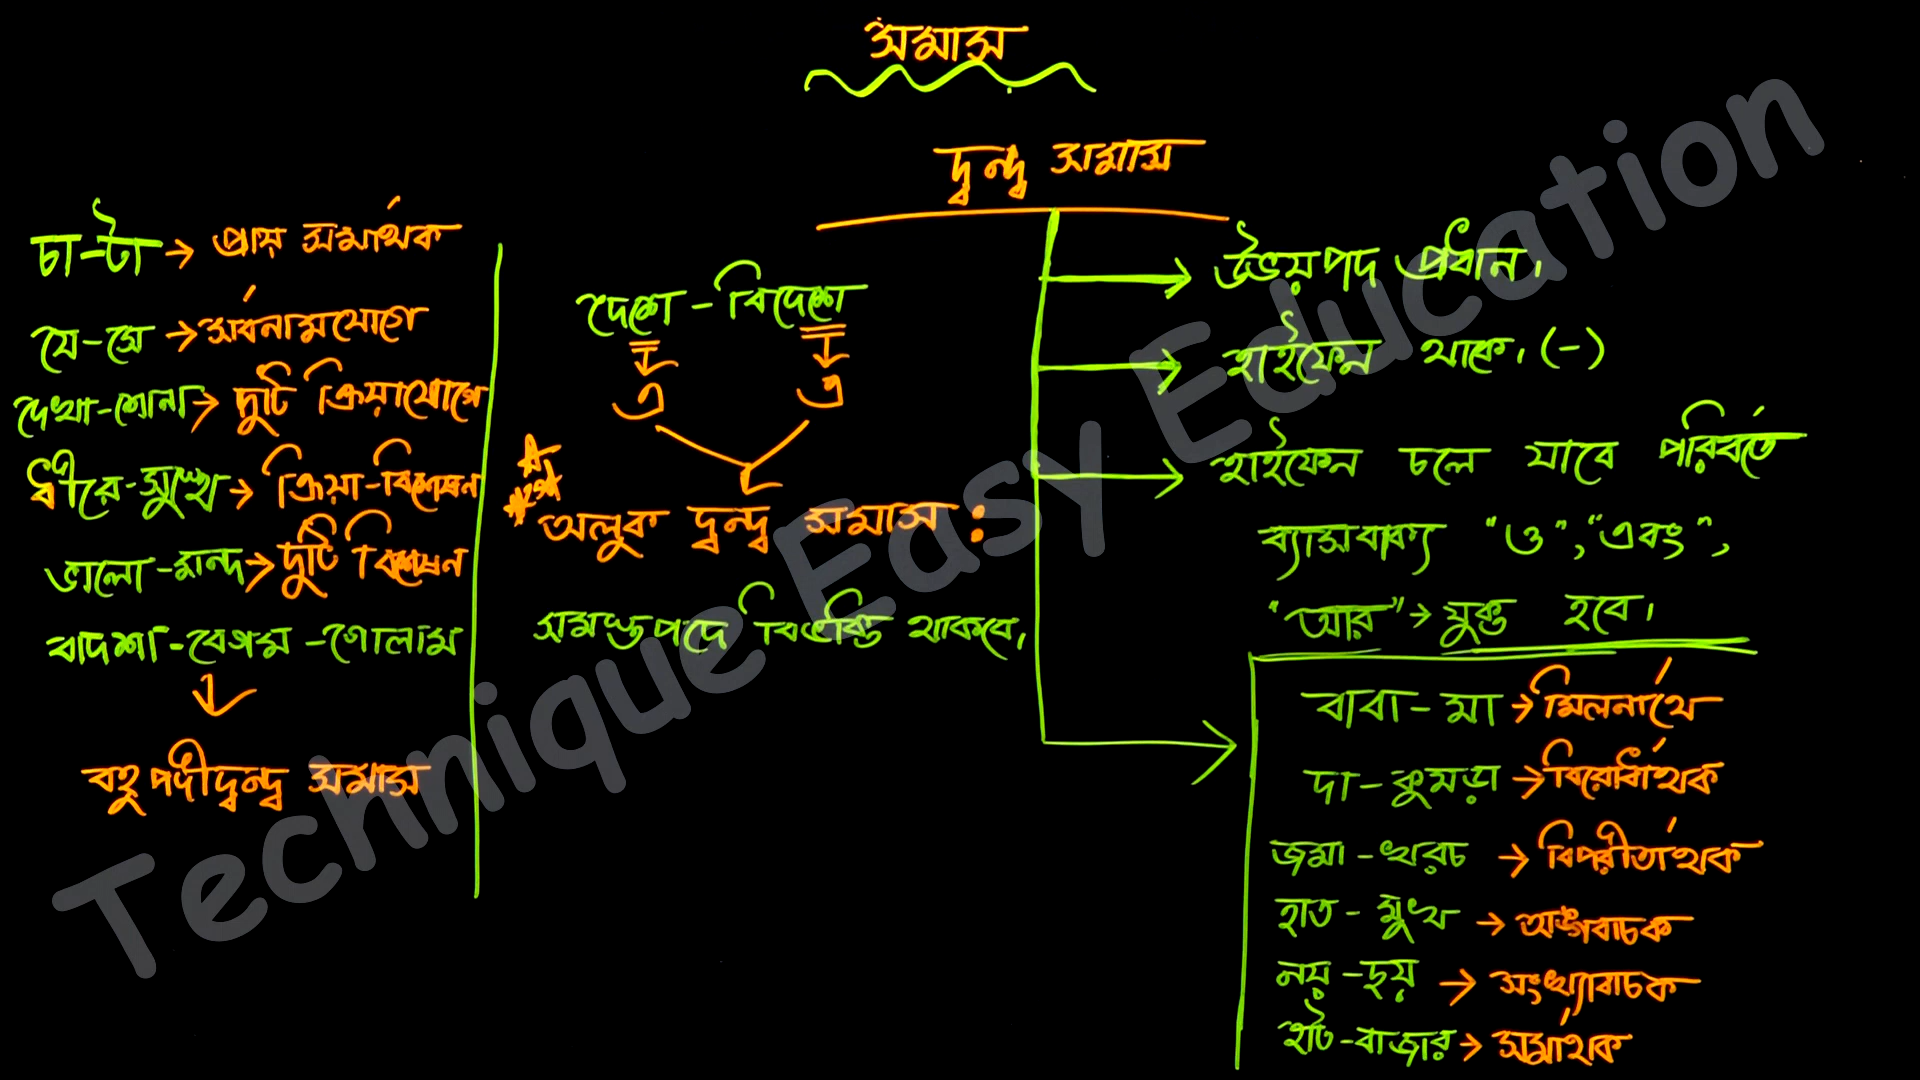 সমাস
দ্বন্দ্ব সমাস
চা-টা → প্রায় সমার্থক
যে-সে → সর্বনামযোগে
দেখা-শোনা → দুটি ক্রিয়াযোগে
ধীরে-সুখে → ক্রিয়া-বিশেষন
ভালো-মন্দ → দুটি বিশেষন
বাদশা-বেগম-গোলাম
বহুপদীদ্বন্দ্ব সমাস
দেশে-বিদেশে
এ এ
অলুক দ্বন্দ্ব সমাস:
সমস্তপদে বিভক্তি থাকবে।
→ উভয়পদ প্রধান।
→ হাইফেন থাকে। (-)
→ হাইফেন চলে যাবে পরিবর্তে
ব্যাসবাক্য "ও", "এবং",
"আর" → যুক্ত হবে।
বাবা-মা → মিলনার্থে
দা-কুমড়া → বিরোর্ধাথক
জমা-খরচ → বিপরীর্তাথক
হাত-মুখ → অঙ্গবাচক
নয়-ছয় → সংখ্যাবাচক
হাট-বাজার → সমার্থক
Technique Easy Education